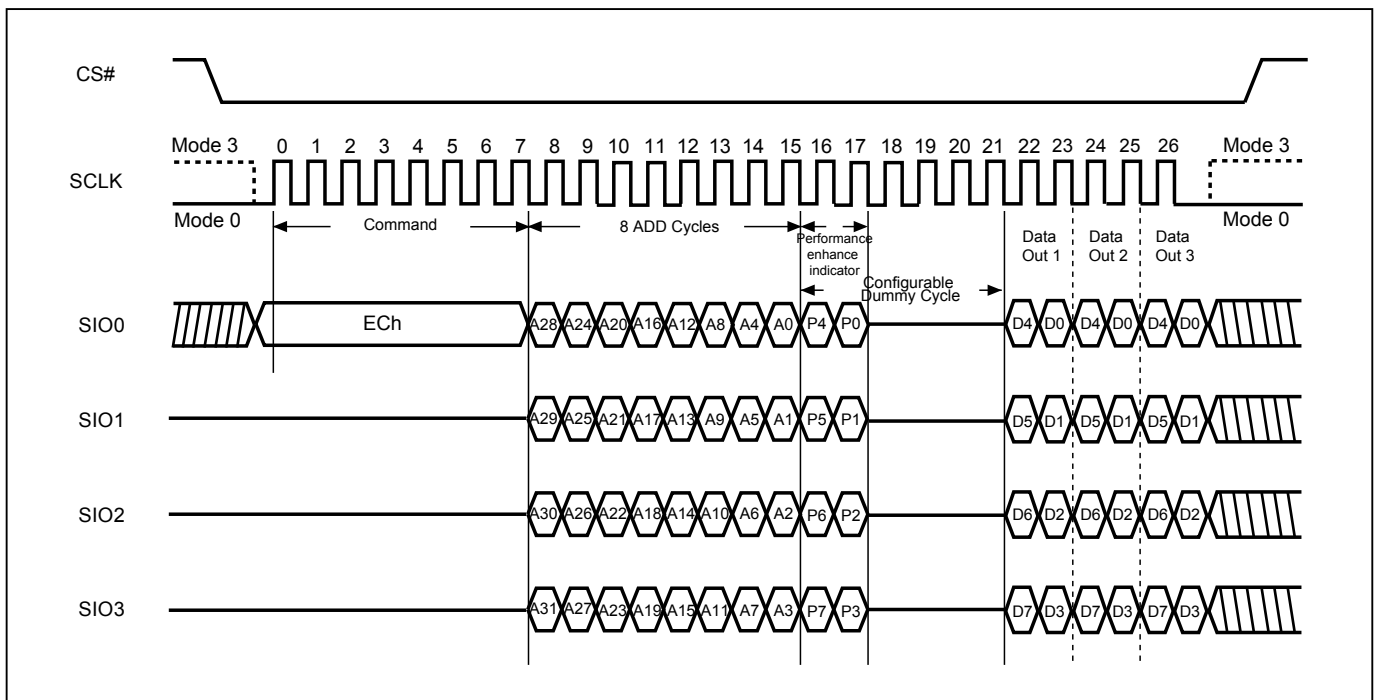 CS#
Mode 3
0 1 2 3 4 5 6 7 8 9 10 11 12 13 14 15 16 17 18 19 20 21 22 23 24 25 26
Mode 3
SCLK
Mode 0
Mode 0
Command
8 ADD Cycles
Performance
enhance
indicator
Data
Out 1
Data
Out 2
Data
Out 3
Configurable
Dummy Cycle
SIO0
ECh
A28 A24 A20 A16 A12 A8 A4 A0 P4 P0 D4 D0 D4 D0 D4 D0
SIO1
A29 A25 A21 A17 A13 A9 A5 A1 P5 P1 D5 D1 D5 D1 D5 D1
SIO2
A30 A26 A22 A18 A14 A10 A6 A2 P6 P2 D6 D2 D6 D2 D6 D2
SIO3
A31 A27 A23 A19 A15 A11 A7 A3 P7 P3 D7 D3 D7 D3 D7 D3